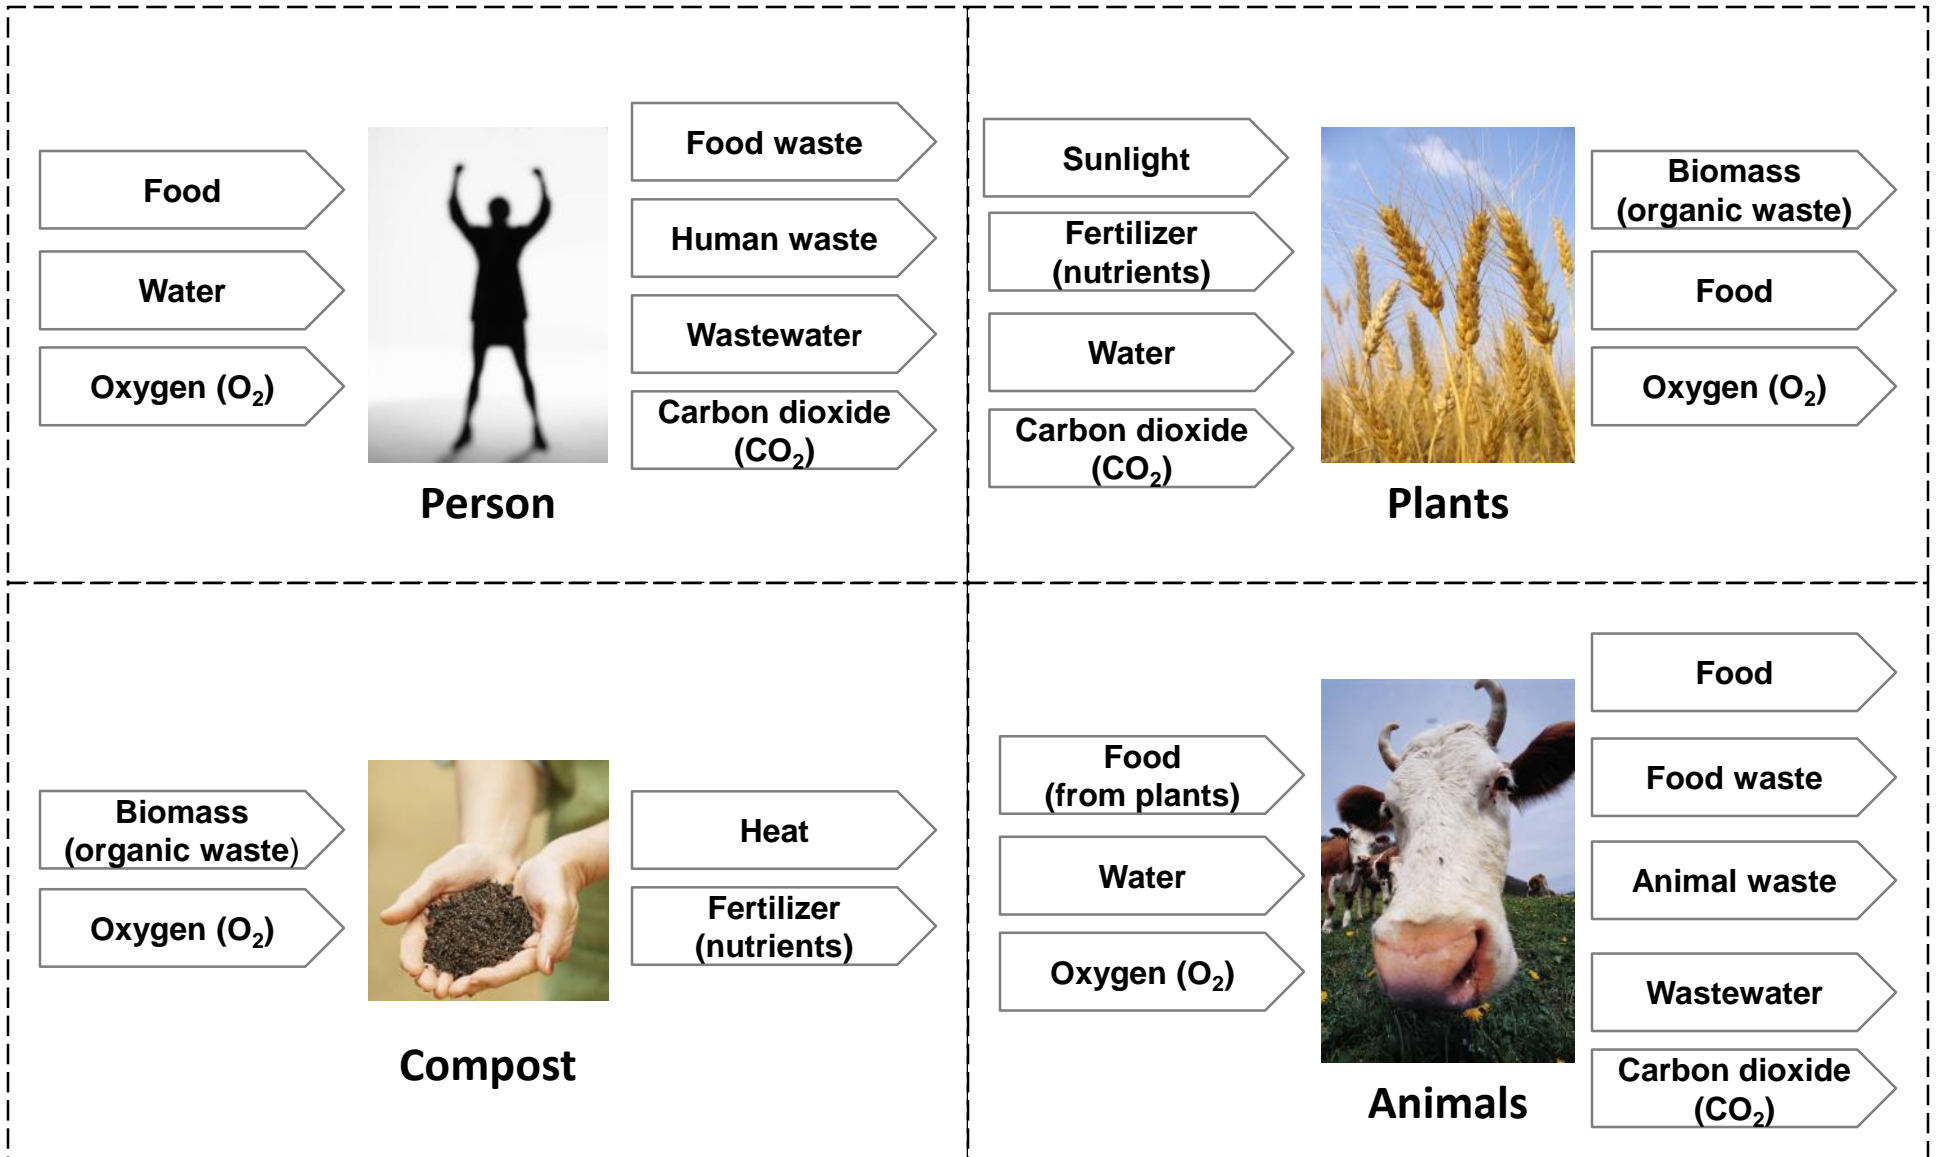 Food
Water
Oxygen (O₂)
Food waste
Human waste
Wastewater
Carbon dioxide
(CO₂)
Person
Sunlight
Fertilizer
(nutrients)
Water
Carbon dioxide
(CO₂)
Biomass
(organic waste)
Food
Oxygen (O₂)
Plants
Biomass
(organic waste)
Oxygen (O₂)
Heat
Fertilizer
(nutrients)
Compost
Food
(from plants)
Water
Oxygen (O₂)
Food
Food waste
Animal waste
Wastewater
Carbon dioxide
(CO₂)
Animals